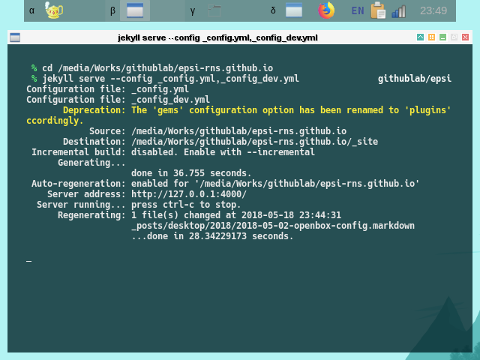 α β γ δ EN 23:49
jekyll serve --config _config.yml,_config_dev.yml
% cd /media/Works/githublab/epsi-rns.github.io
% jekyll serve --config _config.yml,_config_dev.yml githublab/epsi
Configuration file: _config.yml
Configuration file: _config_dev.yml
Deprecation: The 'gems' configuration option has been renamed to 'plugins'
ccordingly.
Source: /media/Works/githublab/epsi-rns.github.io
Destination: /media/Works/githublab/epsi-rns.github.io/_site
Incremental build: disabled. Enable with --incremental
Generating...
done in 36.755 seconds.
Auto-regeneration: enabled for '/media/Works/githublab/epsi-rns.github.io'
Server address: http://127.0.0.1:4000/
Server running... press ctrl-c to stop.
Regenerating: 1 file(s) changed at 2018-05-18 23:44:31
_posts/desktop/2018/2018-05-02-openbox-config.markdown
...done in 28.34229173 seconds.